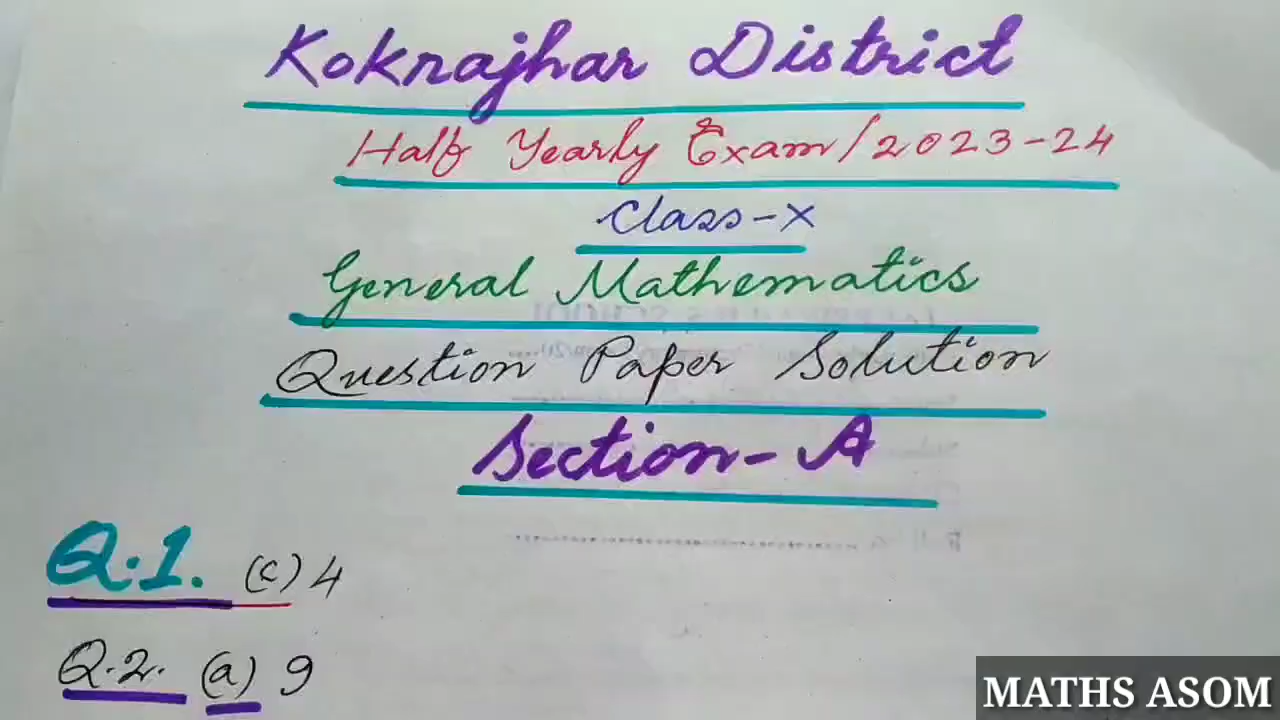 Koknajhar District
Half Yearly Exam/2023-24
Class-X
General Mathematics
Question Paper Solution
Section-A
Q.1. (c) 4
Q.2. (a) 9
MATHS ASOM